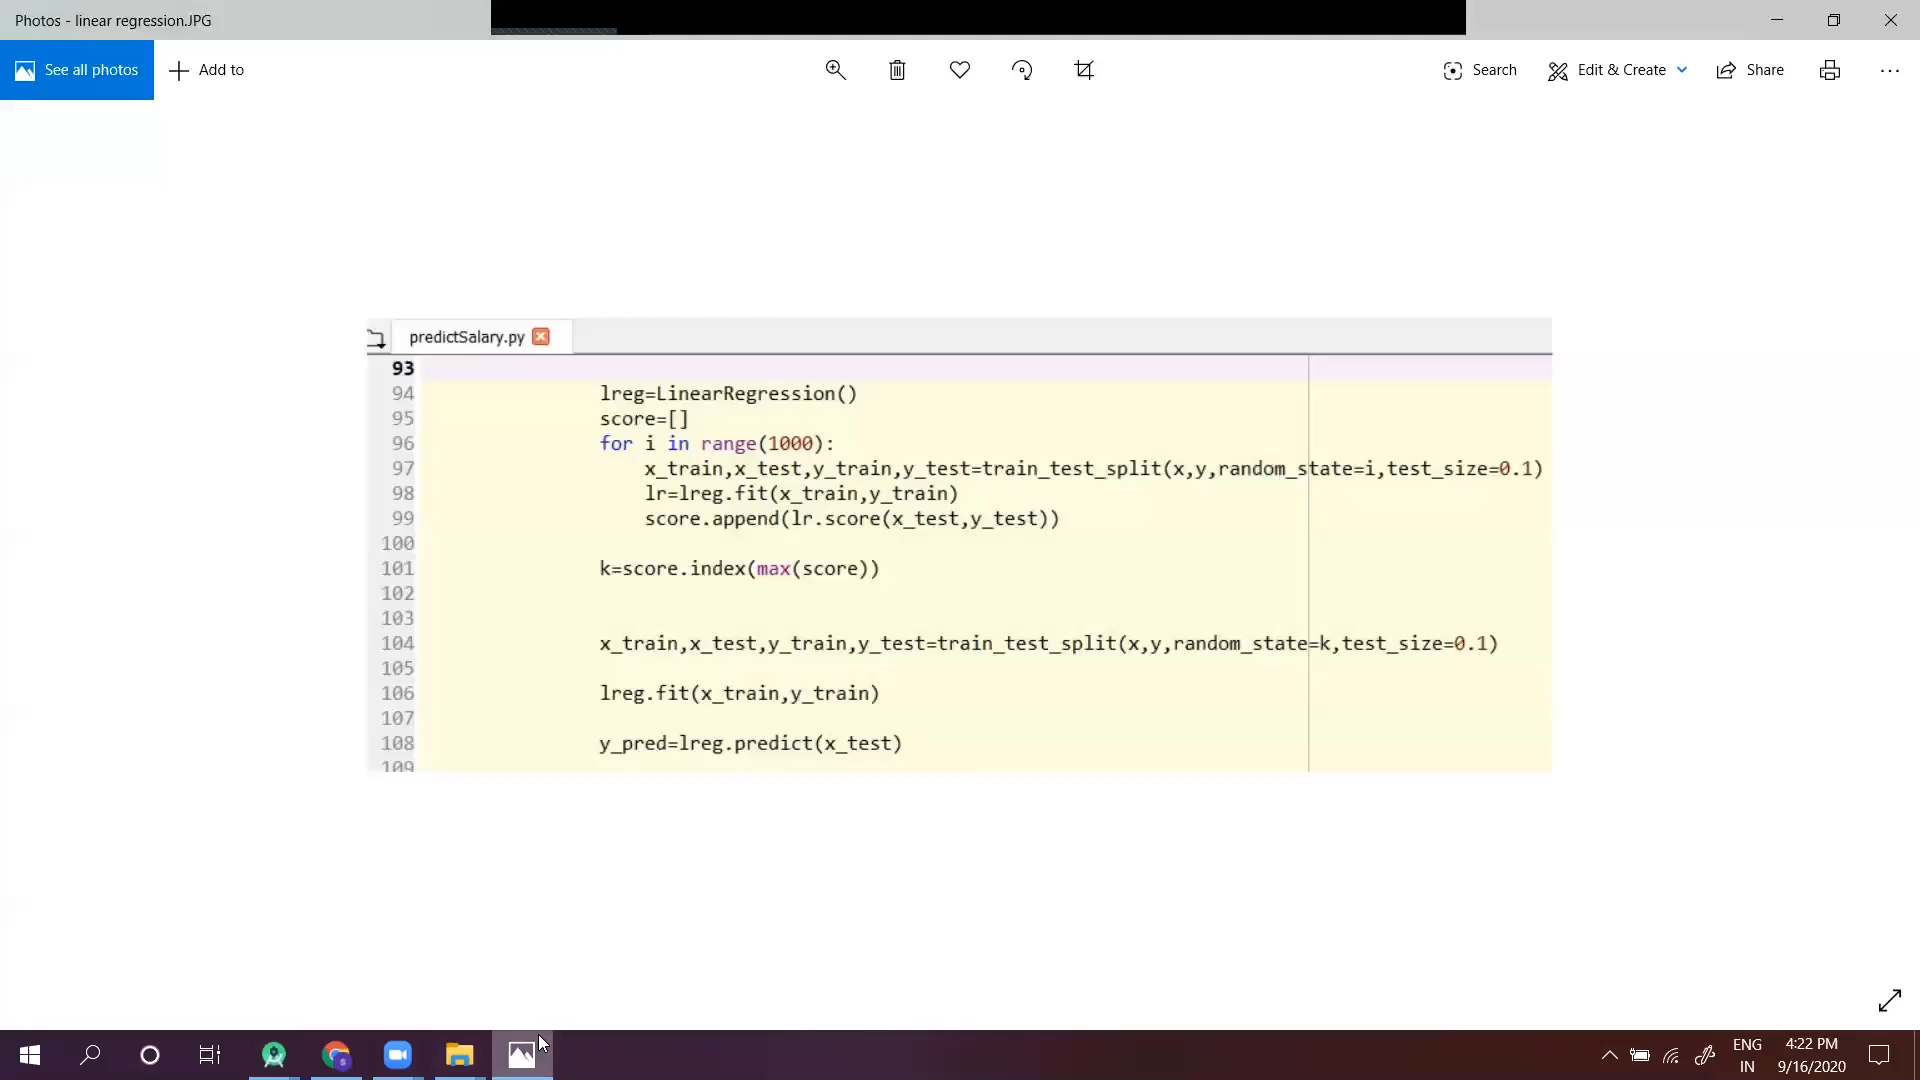 Photos - linear regression.JPG
See all photos
Add to
Search
Edit & Create
Share
predictSalary.py
93
94 lreg=LinearRegression()
95 score=[]
96 for i in range(1000):
97 x_train,x_test,y_train,y_test=train_test_split(x,y,random_state=i,test_size=0.1)
98 lr=lreg.fit(x_train,y_train)
99 score.append(lr.score(x_test,y_test))
100
101 k=score.index(max(score))
102
103
104 x_train,x_test,y_train,y_test=train_test_split(x,y,random_state=k,test_size=0.1)
105
106 lreg.fit(x_train,y_train)
107
108 y_pred=lreg.predict(x_test)
109
ENG
IN
4:22 PM
9/16/2020